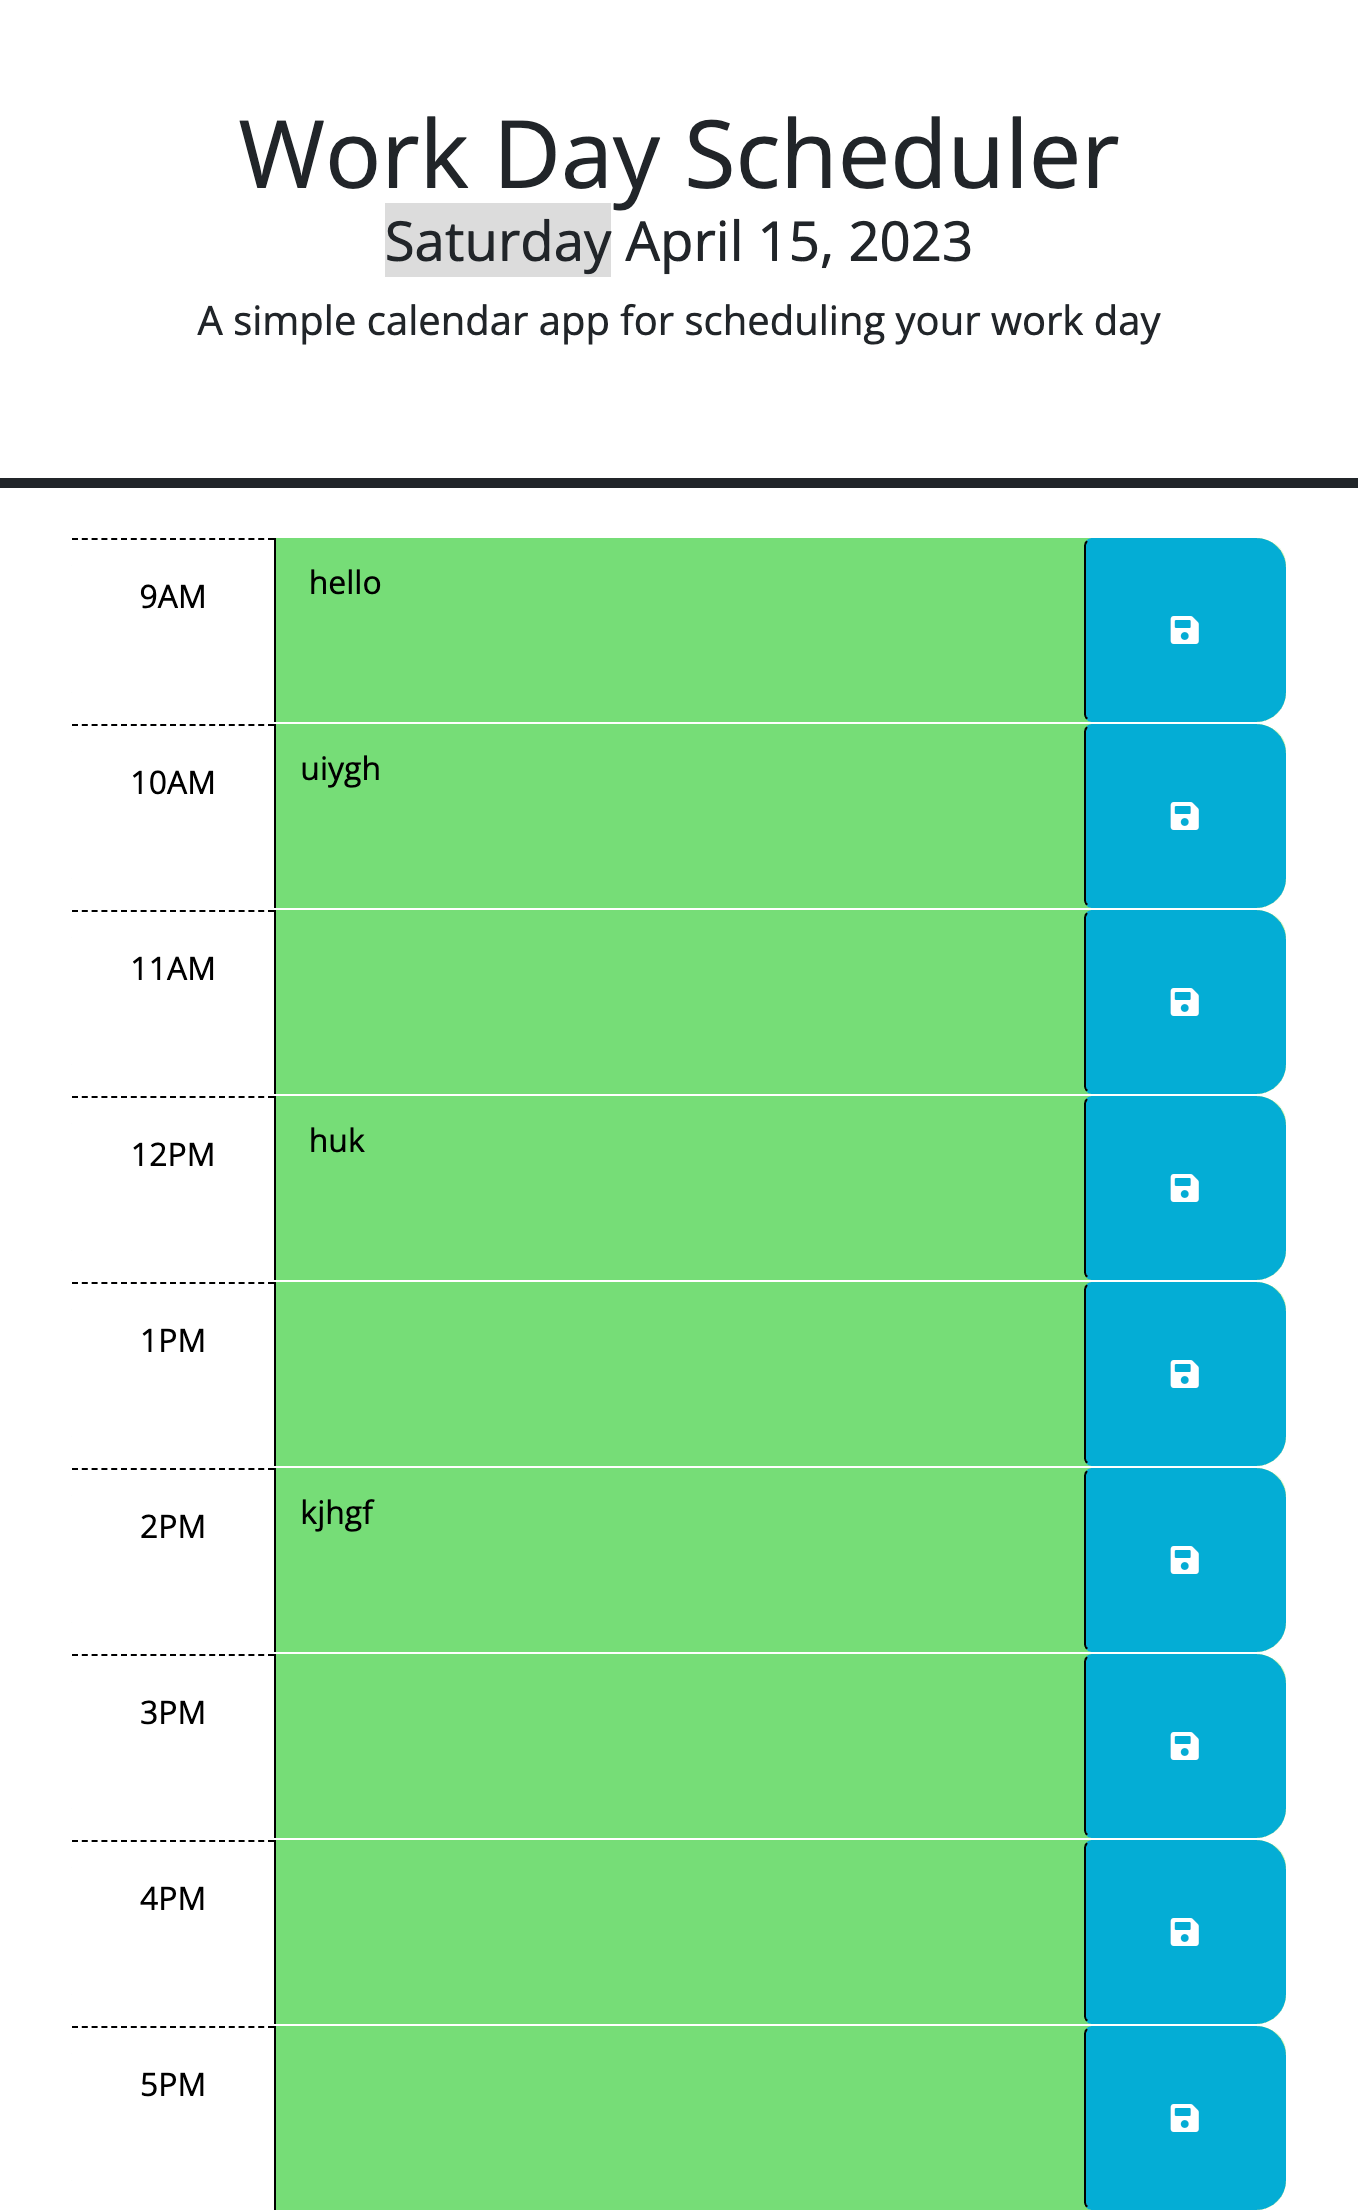 Work Day Scheduler
Saturday April 15, 2023
A simple calendar app for scheduling your work day
9AM hello
10AM uiygh
11AM
12PM huk
1PM
2PM kjhgf
3PM
4PM
5PM